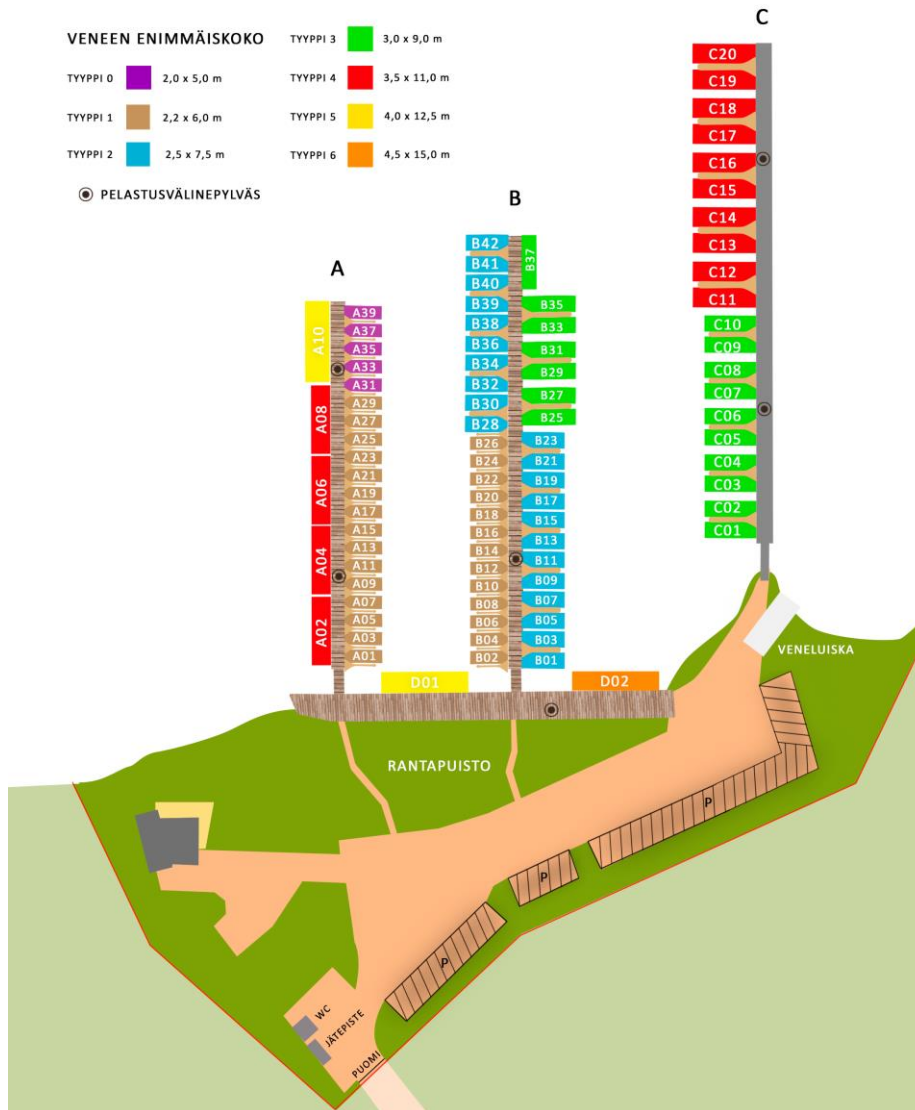 VENEEN ENIMMÄISKOKO
TYYPPI 0 2,0 x 5,0 m
TYYPPI 1 2,2 x 6,0 m
TYYPPI 2 2,5 x 7,5 m
TYYPPI 3 3,0 x 9,0 m
TYYPPI 4 3,5 x 11,0 m
TYYPPI 5 4,0 x 12,5 m
TYYPPI 6 4,5 x 15,0 m
PELASTUSVÄLINEPYLVÄS
A
A10
A08
A06
A04
A02
A39
A37
A35
A33
A31
A29
A27
A25
A23
A21
A19
A17
A15
A13
A11
A09
A07
A05
A03
A01
B
B42
B41
B40
B39
B38
B36
B34
B32
B30
B28
B26
B24
B22
B20
B18
B16
B14
B12
B10
B08
B06
B04
B02
B37
B35
B33
B31
B29
B27
B25
B23
B21
B19
B17
B15
B13
B11
B09
B07
B05
B03
B01
C
C20
C19
C18
C17
C16
C15
C14
C13
C12
C11
C10
C09
C08
C07
C06
C05
C04
C03
C02
C01
D01
D02
VENELUISKA
RANTAPUISTO
P
P
P
WC
JÄTEPISTE
PUOMI